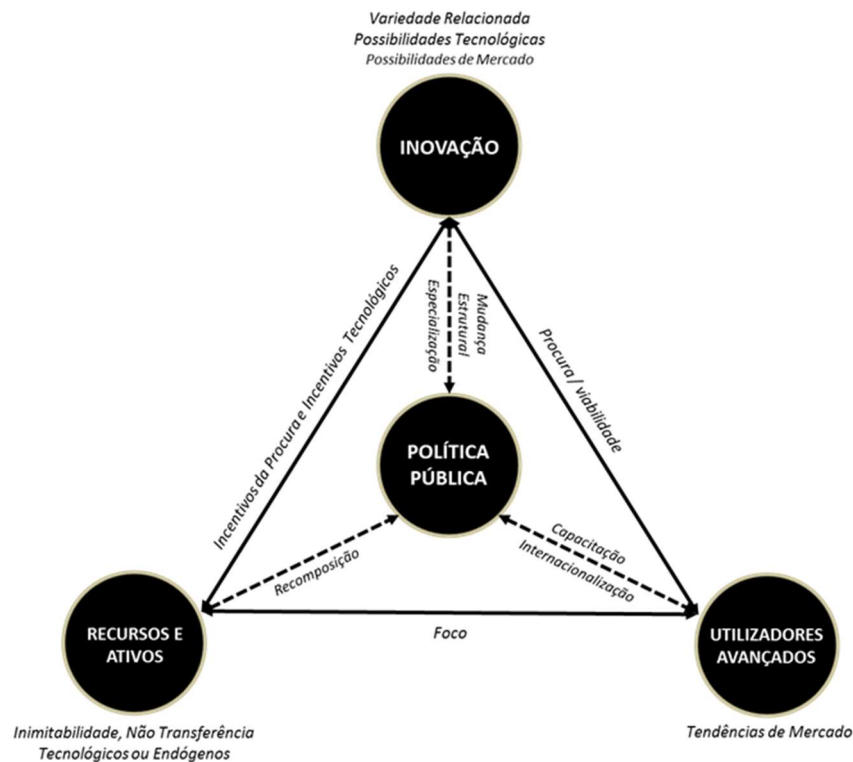 Variedade Relacionada
Possibilidades Tecnológicas
Possibilidades de Mercado
INOVAÇÃO
Incentivos da Procura e Incentivos Tecnológicos
Especialização
Mudança
Estrutural
Procura / viabilidade
POLÍTICA
PÚBLICA
Recomposição
Capacitação
Internacionalização
RECURSOS E
ATIVOS
Foco
UTILIZADORES
AVANÇADOS
Inimitabilidade, Não Transferência
Tecnológicos ou Endógenos
Tendências de Mercado